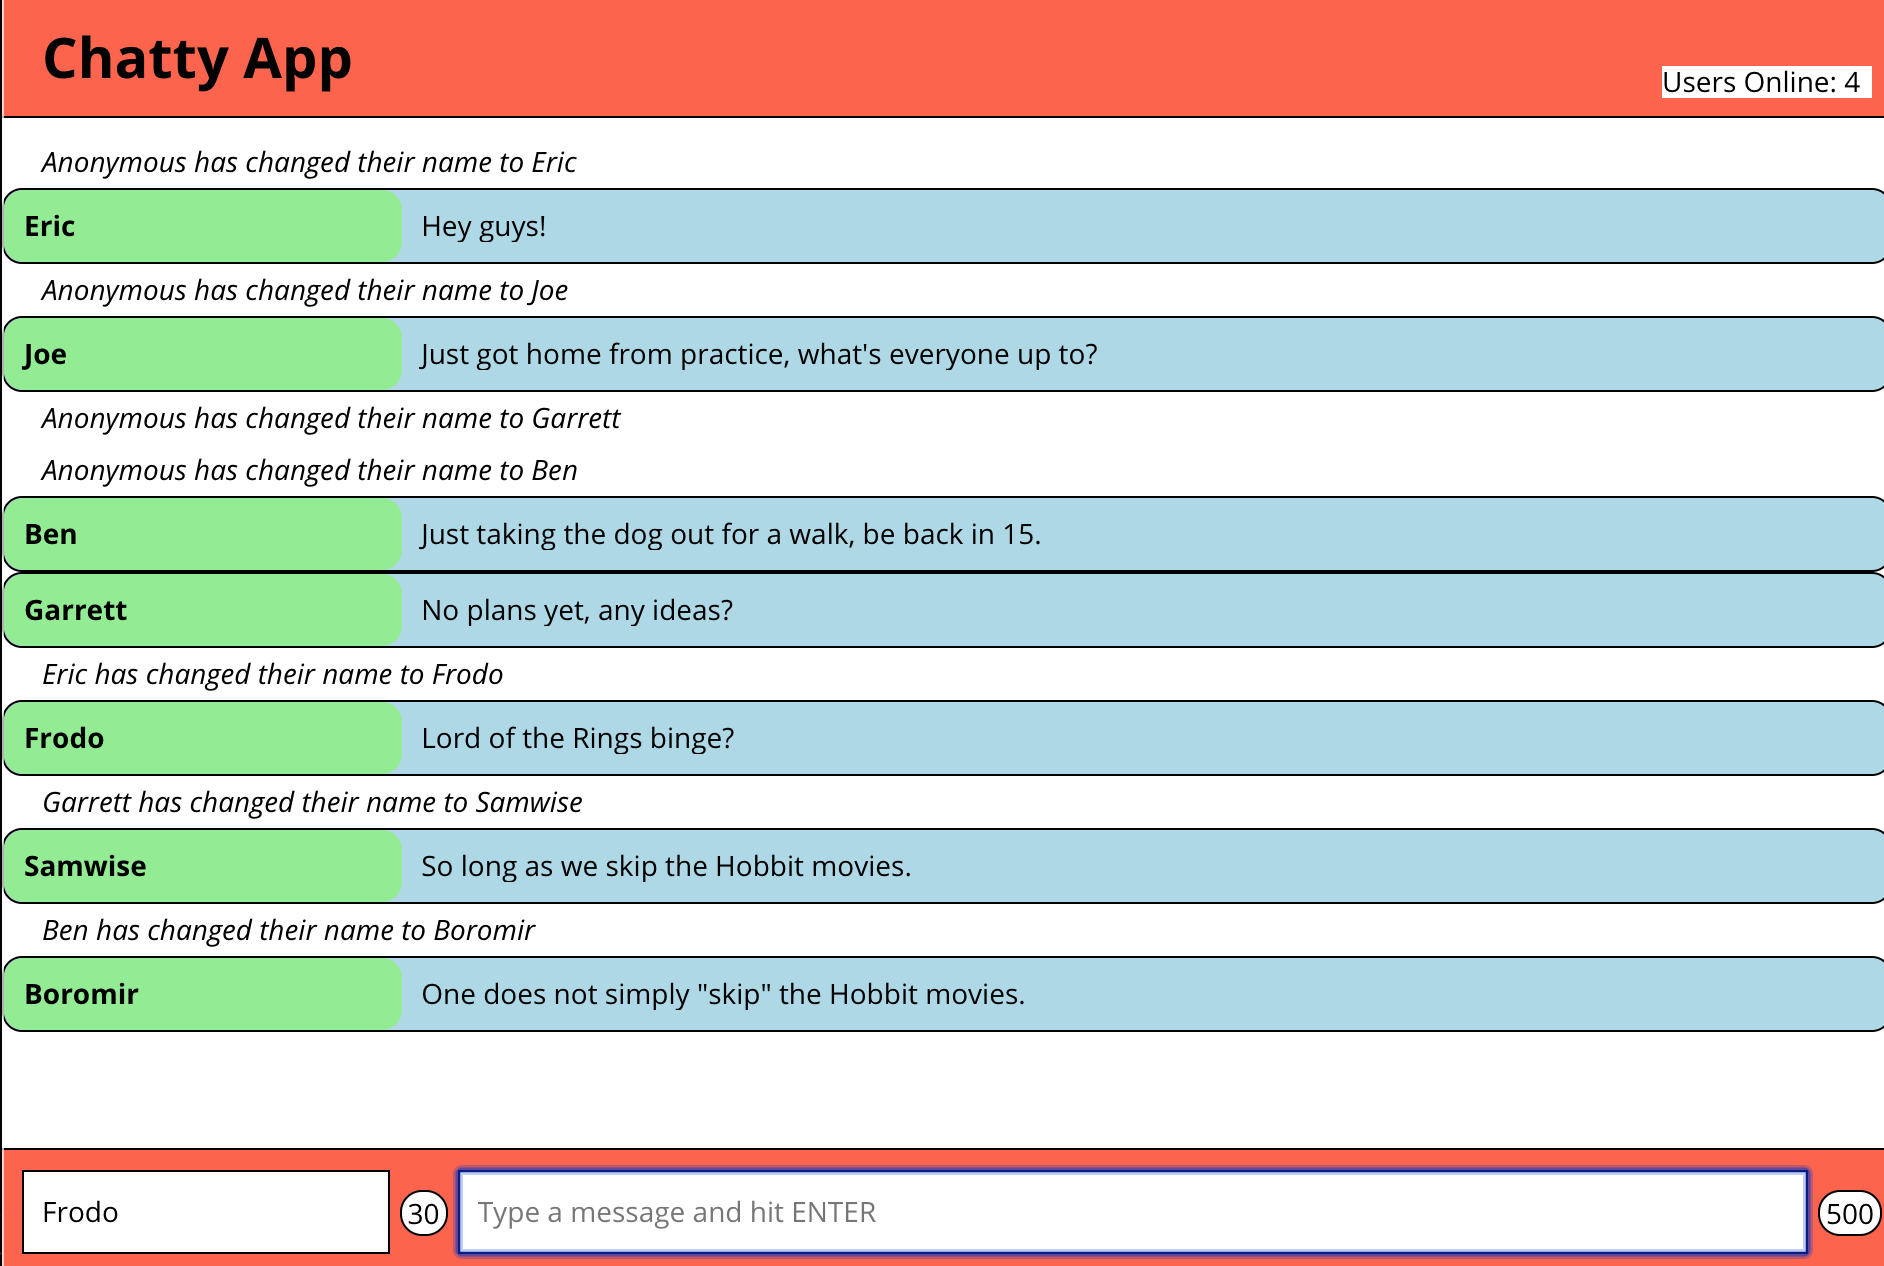 Chatty App
Users Online: 4
Anonymous has changed their name to Eric
Eric Hey guys!
Anonymous has changed their name to Joe
Joe Just got home from practice, what's everyone up to?
Anonymous has changed their name to Garrett
Anonymous has changed their name to Ben
Ben Just taking the dog out for a walk, be back in 15.
Garrett No plans yet, any ideas?
Eric has changed their name to Frodo
Frodo Lord of the Rings binge?
Garrett has changed their name to Samwise
Samwise So long as we skip the Hobbit movies.
Ben has changed their name to Boromir
Boromir One does not simply "skip" the Hobbit movies.
Frodo 30 Type a message and hit ENTER 500